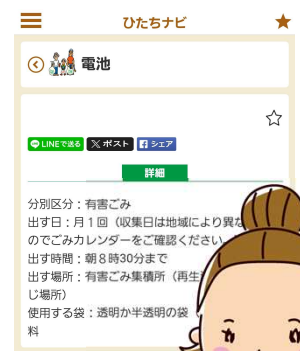 ひたちナビ
電池
LINEで送る ポスト シェア
詳細
分別区分：有害ごみ
出す日：月１回（収集日は地域により異な
のでごみカレンダーをご確認ください
出す時間：朝８時30分まで
出す場所：有害ごみ集積所（再生
じ場所）
使用する袋：透明か半透明の袋
料